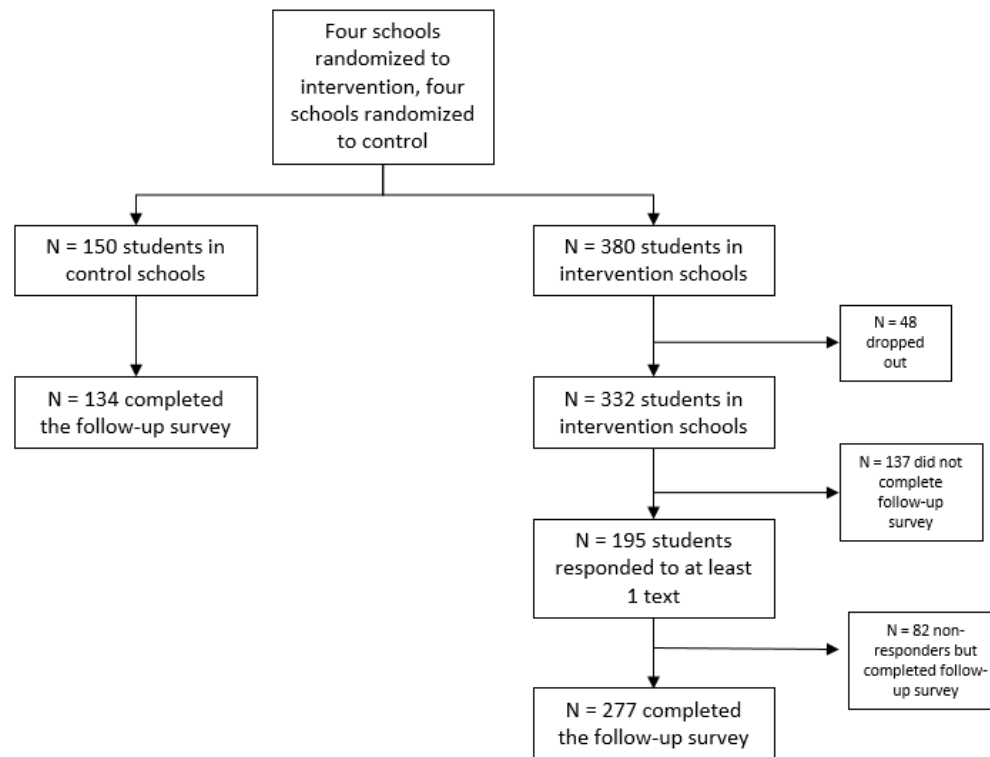 Four schools
randomized to
intervention, four
schools randomized
to control
N = 150 students in
control schools
N = 380 students in
intervention schools
N = 48
dropped
out
N = 134 completed
the follow-up survey
N = 332 students in
intervention schools
N = 137 did not
complete
follow-up
survey
N = 195 students
responded to at least
1 text
N = 82 non-
responders but
completed follow-
up survey
N = 277 completed
the follow-up survey